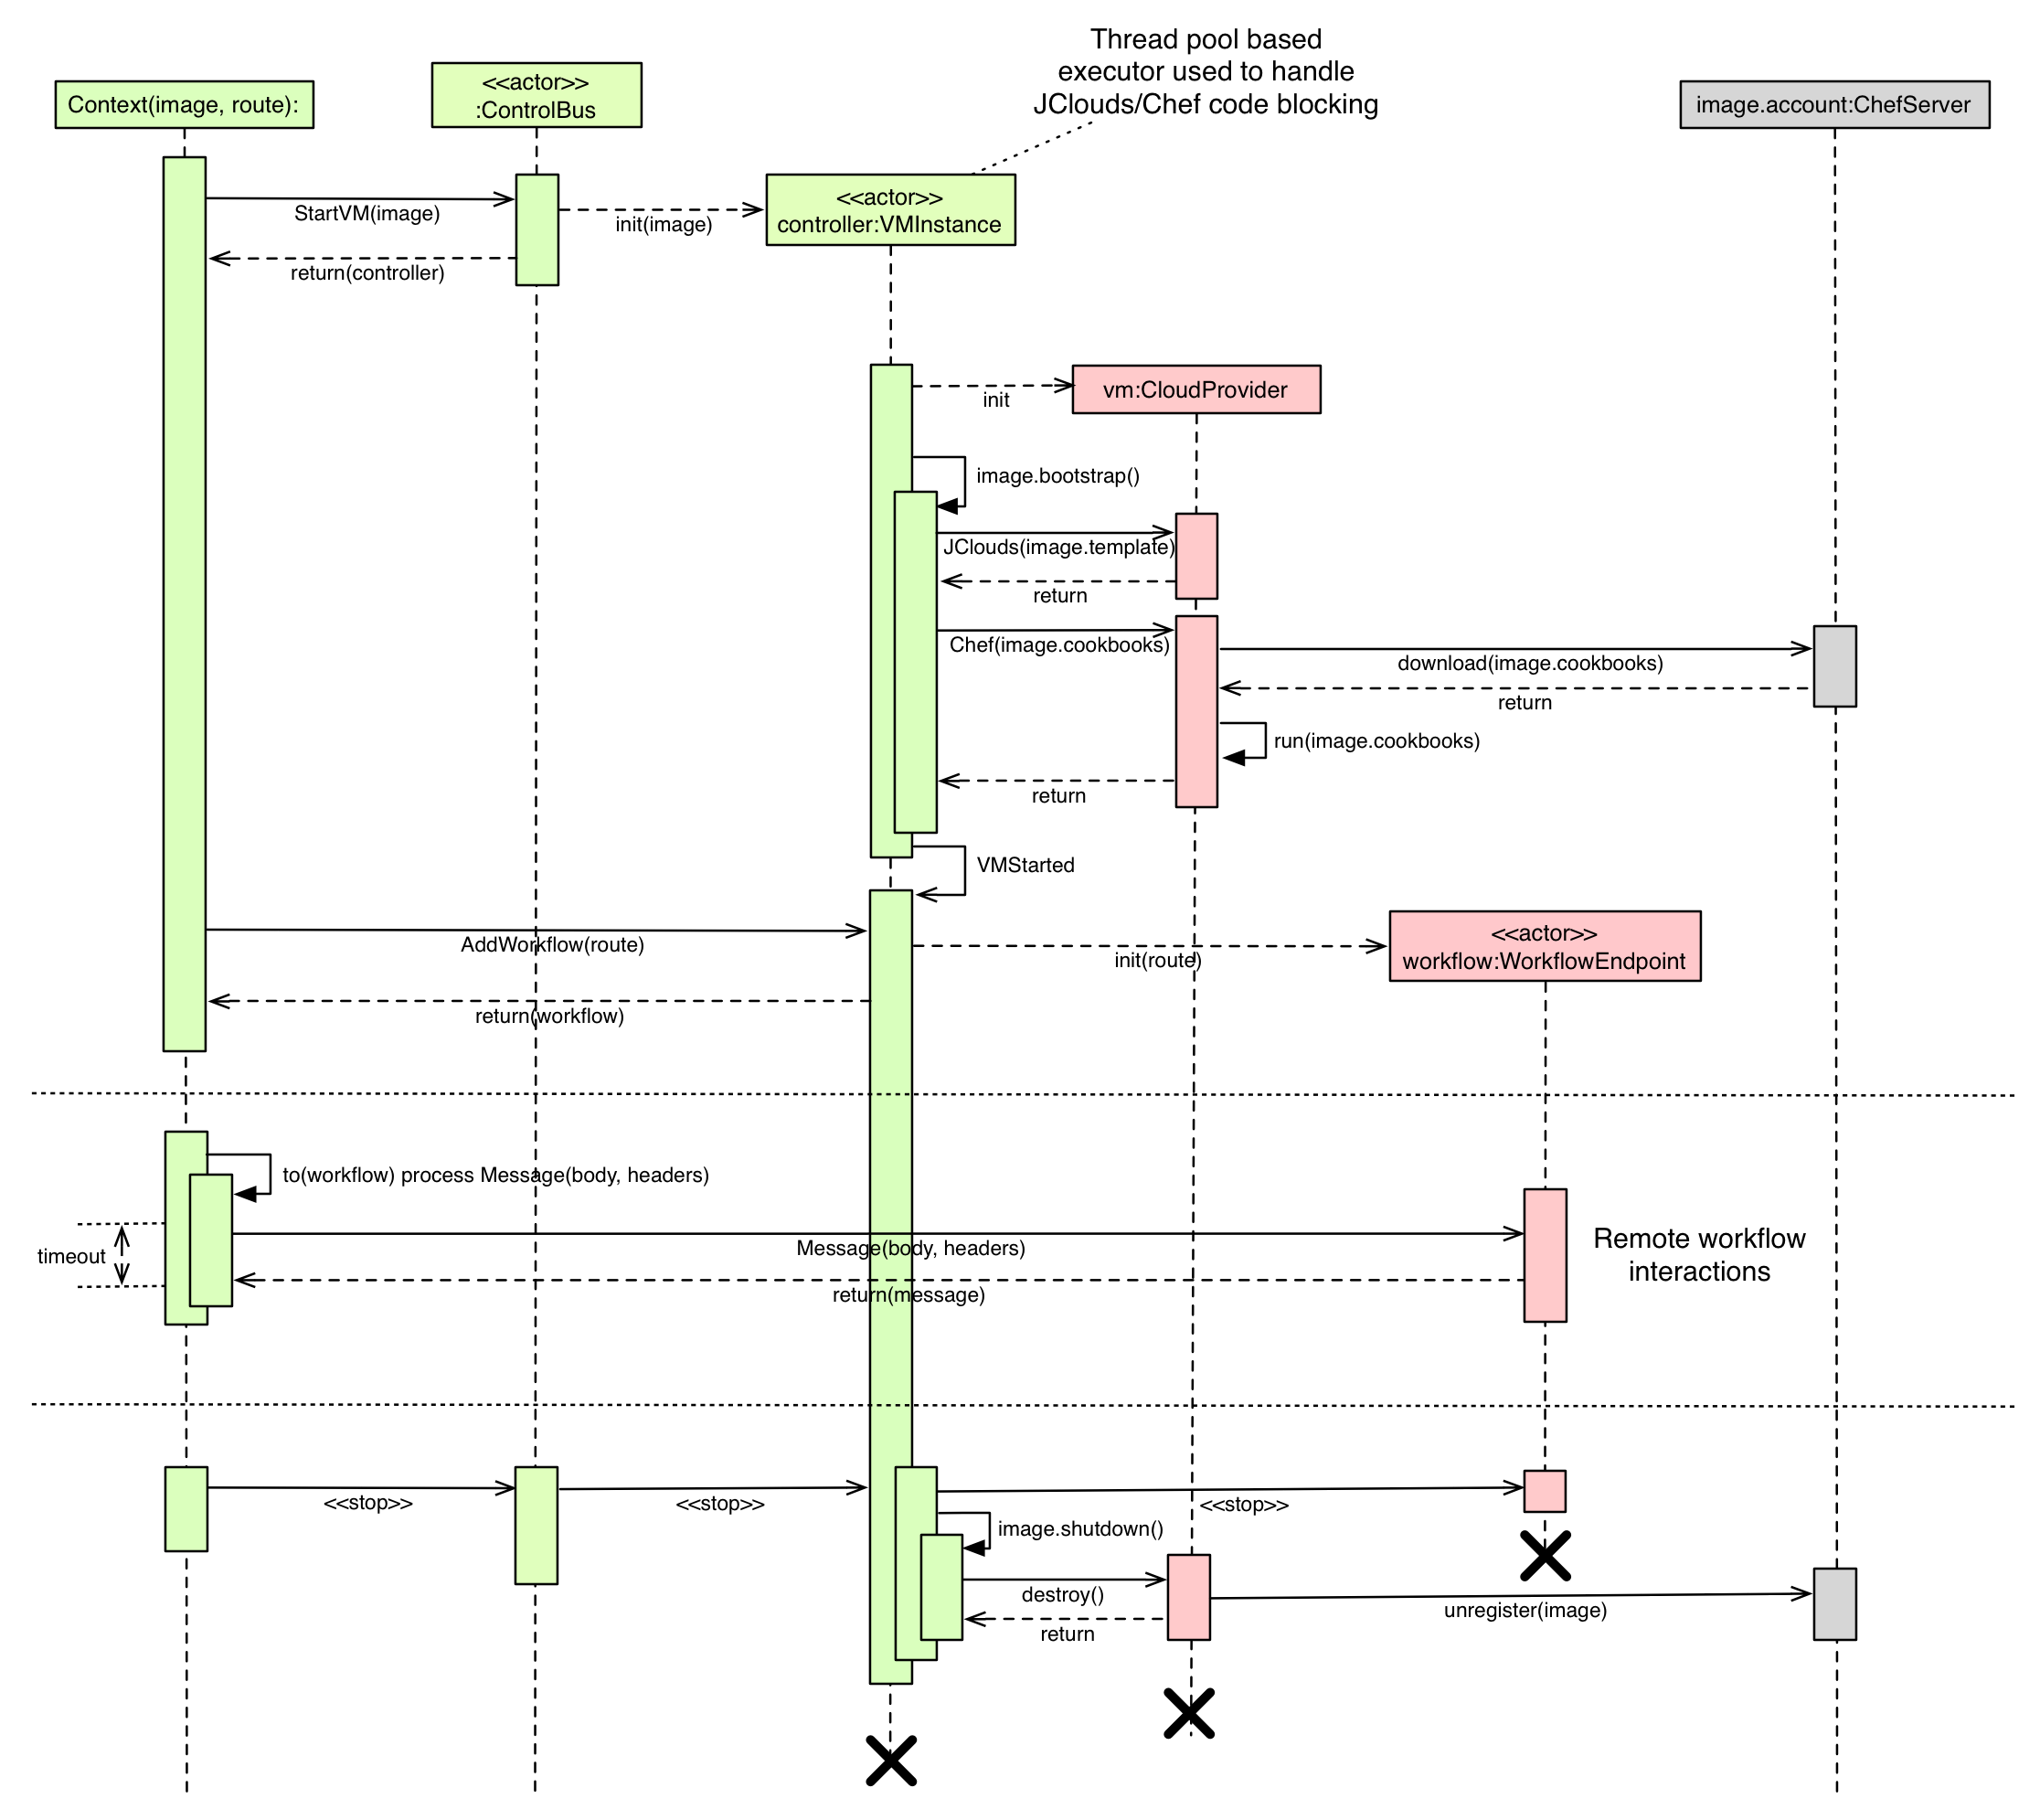 Thread pool based
executor used to handle
JClouds/Chef code blocking
Context(image, route):
<<actor>>
:ControlBus
image.account:ChefServer
<<actor>>
controller:VMInstance
StartVM(image)
init(image)
return(controller)
vm:CloudProvider
init
image.bootstrap()
JClouds(image.template)
return
Chef(image.cookbooks)
download(image.cookbooks)
return
run(image.cookbooks)
return
VMStarted
<<actor>>
workflow:WorkflowEndpoint
AddWorkflow(route)
init(route)
return(workflow)
to(workflow) process Message(body, headers)
timeout
Message(body, headers)
return(message)
Remote workflow
interactions
<<stop>>
<<stop>>
<<stop>>
image.shutdown()
destroy()
unregister(image)
return